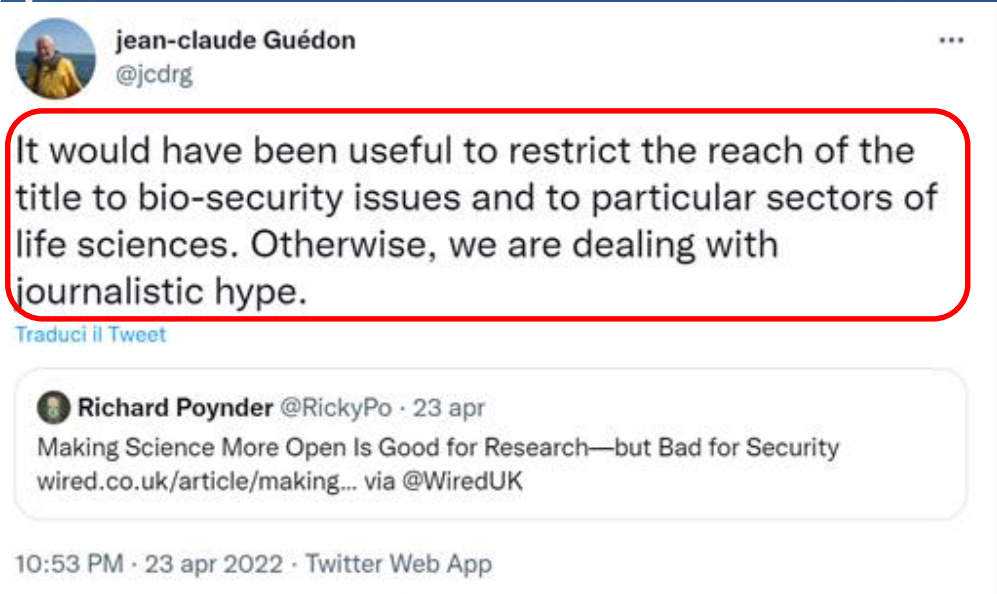 jean-claude Guédon
@jcdrg
It would have been useful to restrict the reach of the
title to bio-security issues and to particular sectors of
life sciences. Otherwise, we are dealing with
journalistic hype.
Traduci il Tweet
Richard Poynder @RickyPo · 23 apr
Making Science More Open Is Good for Research—but Bad for Security
wired.co.uk/article/making… via @WiredUK
10:53 PM · 23 apr 2022 · Twitter Web App